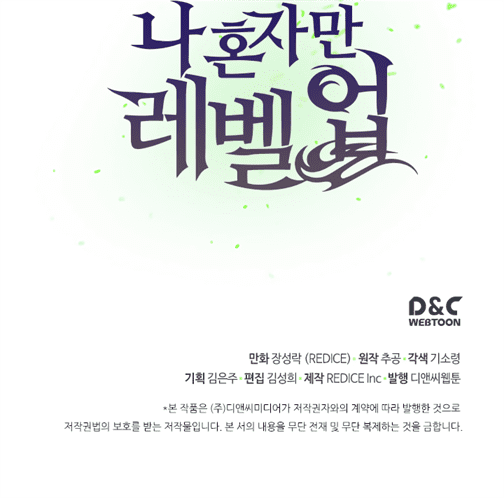 나 혼자만
레벨업
D&C
WEBTOON
만화 장성락 (REDICE)·원작 추공·각색 기소령
기획 김은주·편집 김성희·제작 REDICE Inc·발행 디앤씨웹툰
*본 작품은 (주)디앤씨미디어가 저작권자와의 계약에 따라 발행한 것으로
저작권법의 보호를 받는 저작물입니다. 본 서의 내용을 무단 전재 및 무단 복제하는 것을 금합니다.